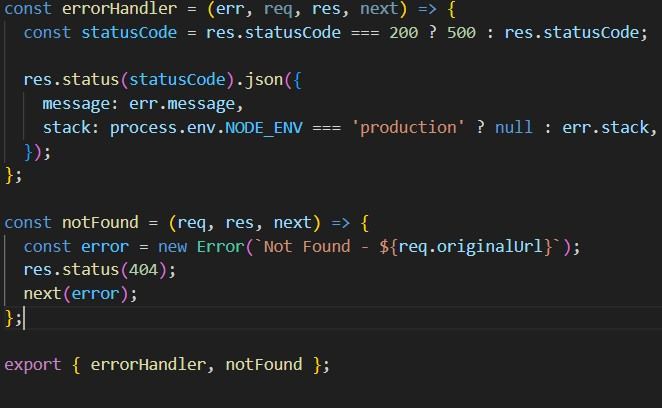 const errorHandler = (err, req, res, next) => {
  const statusCode = res.statusCode === 200 ? 500 : res.statusCode;

  res.status(statusCode).json({
    message: err.message,
    stack: process.env.NODE_ENV === 'production' ? null : err.stack,
  });
};

const notFound = (req, res, next) => {
  const error = new Error(`Not Found - ${req.originalUrl}`);
  res.status(404);
  next(error);
};

export { errorHandler, notFound };